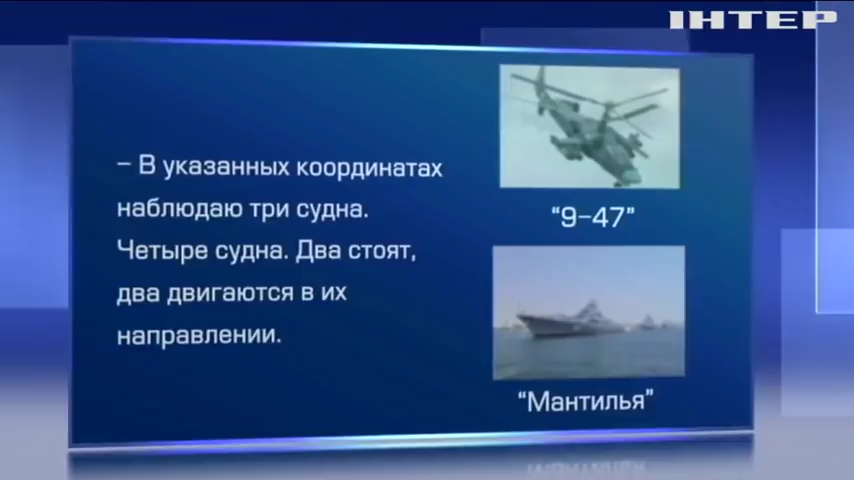 ІНТЕР
– В указанных координатах
наблюдаю три судна.
Четыре судна. Два стоят,
два двигаются в их
направлении.
“9–47”
“Мантилья”